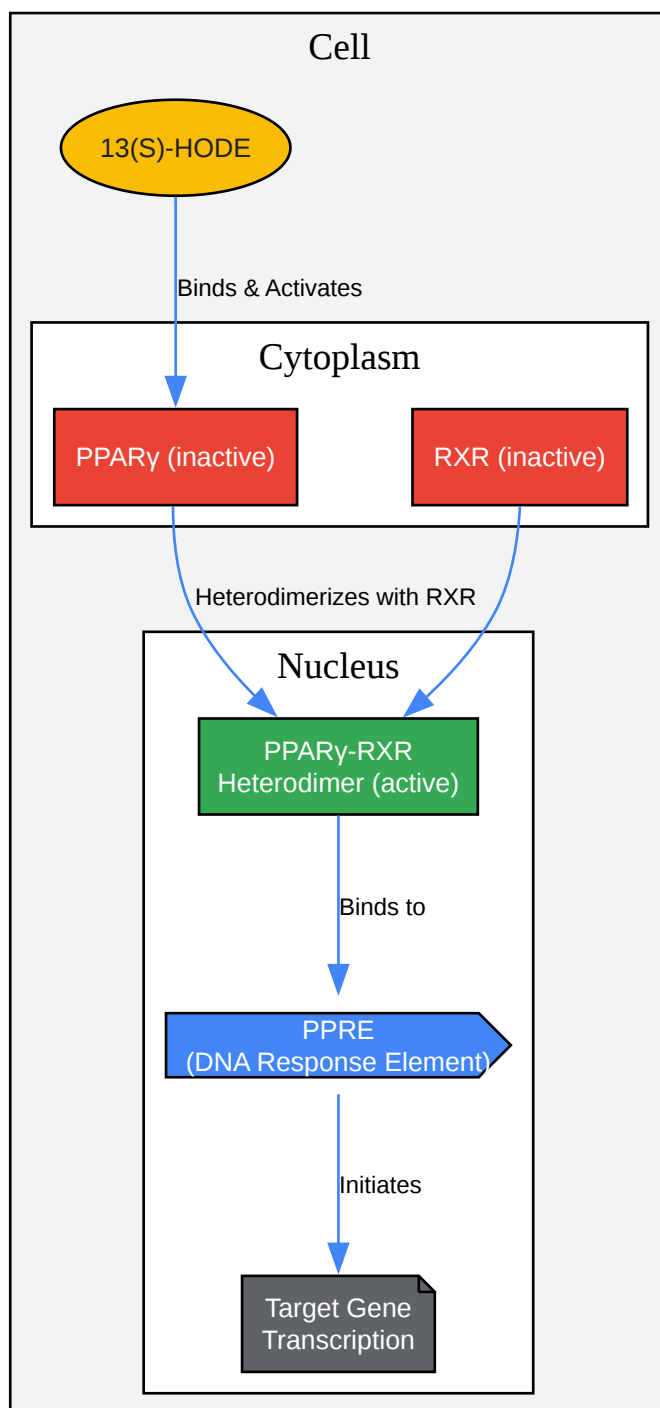 Cell
13(S)-HODE
Binds & Activates
Cytoplasm
PPARγ (inactive)
RXR (inactive)
Heterodimerizes with RXR
Nucleus
PPARγ-RXR
Heterodimer (active)
Binds to
PPRE
(DNA Response Element)
Initiates
Target Gene
Transcription